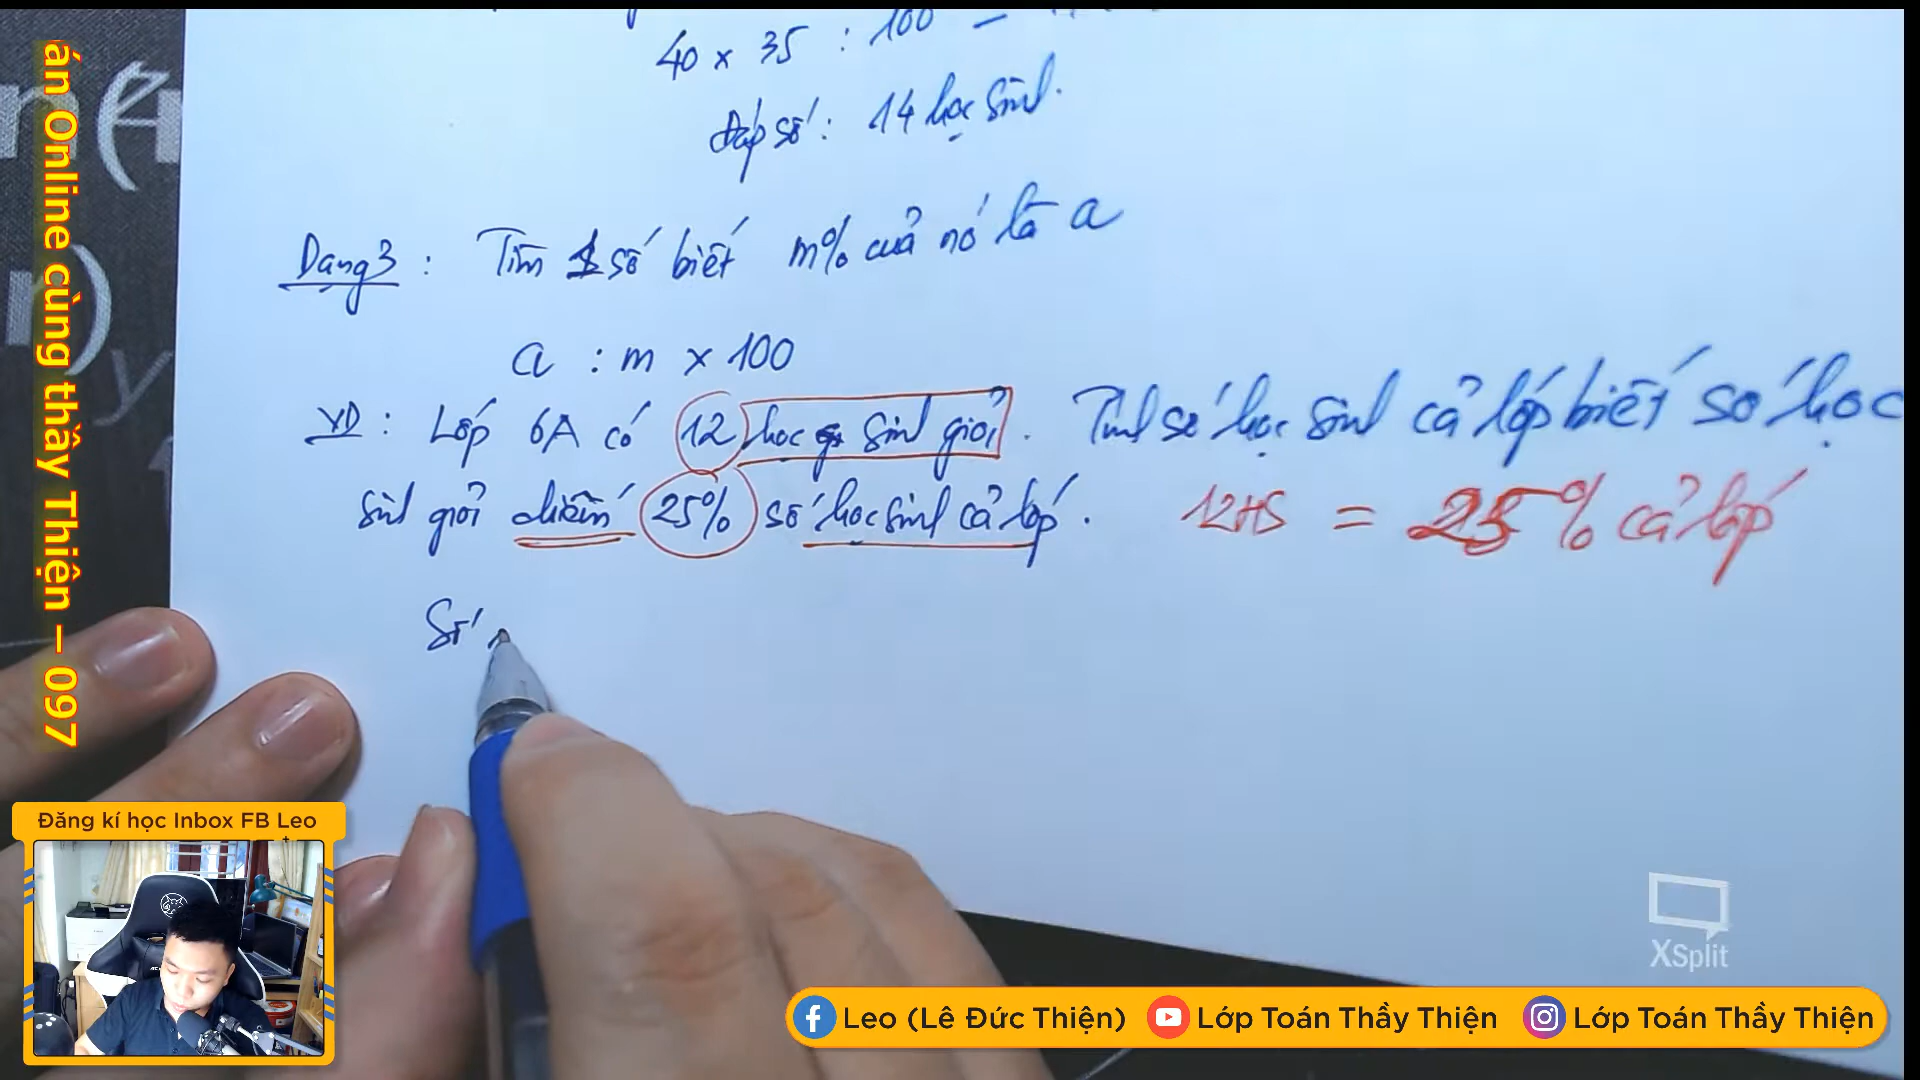 40 x 35 : 100 =
Đáp số: 14 học sinh.
Dạng 3 : Tìm 1 số biết m% của nó là a
a : m x 100
VD : Lớp 6A có 12 học sinh giỏi. Tính số học sinh cả lớp biết số học
sinh giỏi chiếm 25% số học sinh cả lớp.
12HS = 25% cả lớp
Số
án Online cùng thầy Thiện – 097
Đăng kí học Inbox FB Leo
XSplit
Leo (Lê Đức Thiện) Lớp Toán Thầy Thiện Lớp Toán Thầy Thiện